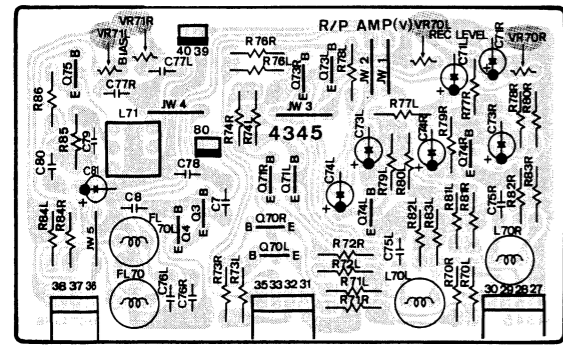 R/P AMP(v)
VR71L
VR71R
VR70L
REC LEVEL
VR70R
BIAS
40 39
B
Q75
E
C77L
C77R
R76R
R76L
B
Q73R
E
B
Q73L
E
R78L
JW 2
JW 1
C71L
C71R
R77R
R78R
R80R
R86
R85
L71
JW 4
JW 3
R77L
R74R
R74L
4345
80
C79
C80
C81
C78
C73L
C74R
R79R
B
Q74R
E
C73R
R79L
R80L
B
Q71R
E
B
Q71L
E
C74L
B
Q74L
E
R82L
R83L
R81L
R81R
C75R
R82R
R83R
R84L
R84R
JW 5
C8
FL
70L
B
Q4
E
B
Q3
E
C7
Q70R
B
E
B
E
Q70L
R72R
R72L
R71L
R71R
C75L
L70L
L70R
R70R
R70L
FL70
C76L
C76R
R73R
R73L
38 37 36
35 33 32 31
30 29 28 27